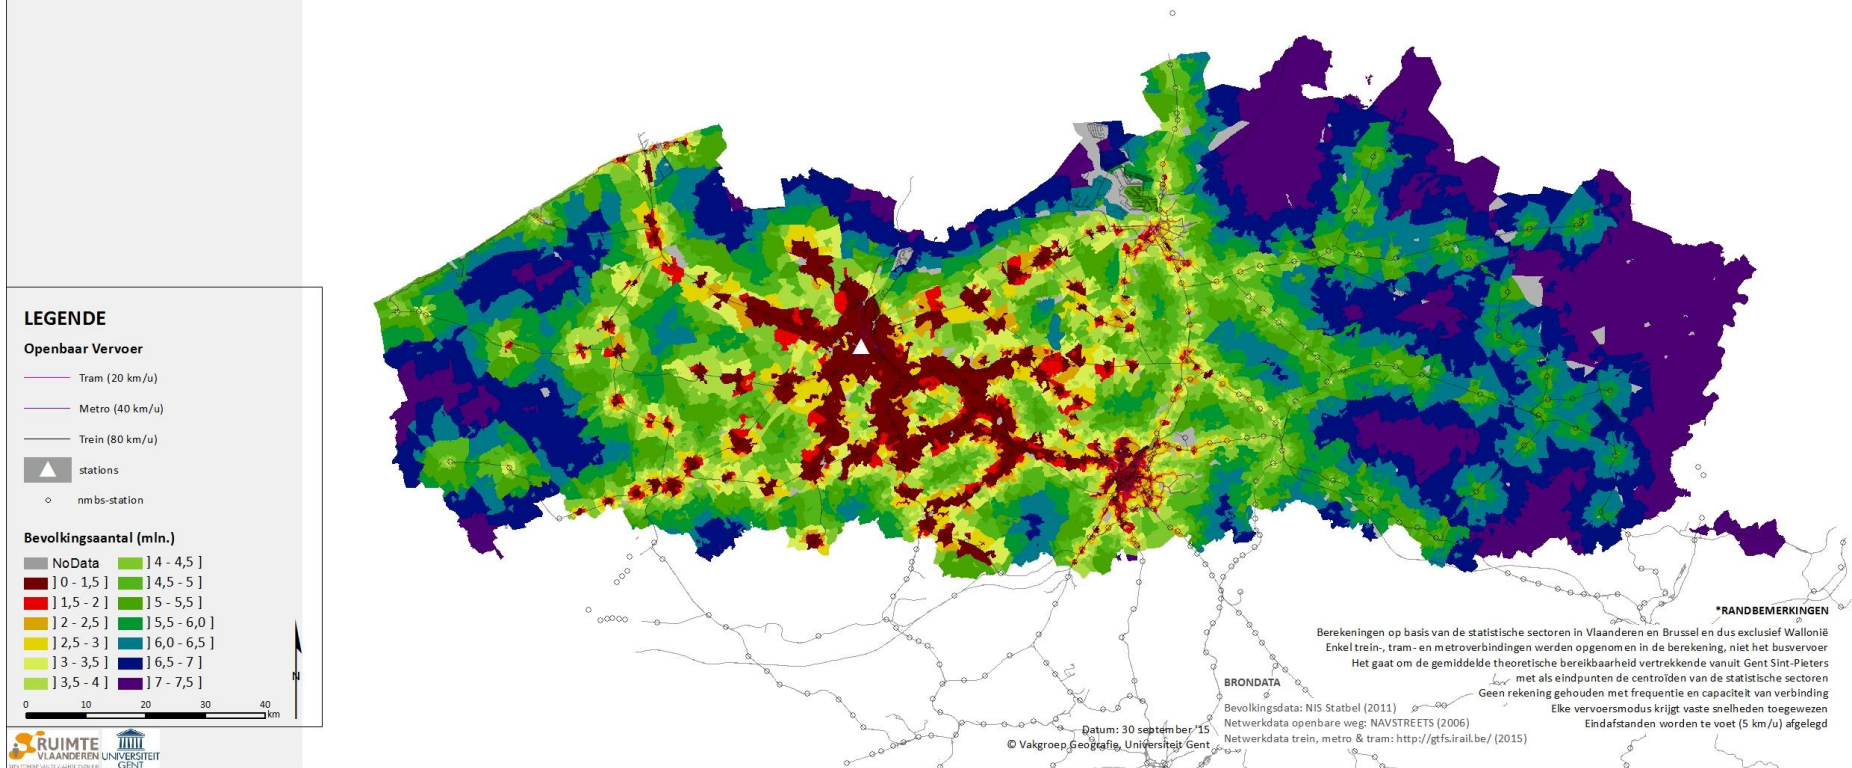 LEGENDE
Openbaar Vervoer
Tram (20 km/u)
Metro (40 km/u)
Trein (80 km/u)
stations
nmbs-station
Bevolkingsaantal (mln.)
NoData
] 0 - 1,5 ]
] 1,5 - 2 ]
] 2 - 2,5 ]
] 2,5 - 3 ]
] 3 - 3,5 ]
] 3,5 - 4 ]
] 4 - 4,5 ]
] 4,5 - 5 ]
] 5 - 5,5 ]
] 5,5 - 6,0 ]
] 6,0 - 6,5 ]
] 6,5 - 7 ]
] 7 - 7,5 ]
N
0 10 20 30 40
km
RUIMTE
VLAANDEREN
UNIVERSITEIT
GENT
*RANDBEMERKINGEN
Berekeningen op basis van de statistische sectoren in Vlaanderen en Brussel en dus exclusief Wallonië
Enkel trein-, tram- en metroverbindingen werden opgenomen in de berekening, niet het busvervoer
Het gaat om de gemiddelde theoretische bereikbaarheid vertrekkende vanuit Gent Sint-Pieters
met als eindpunten de centroïden van de statistische sectoren
Geen rekening gehouden met frequentie en capaciteit van verbinding
Elke vervoersmodus krijgt vaste snelheden toegewezen
Eindafstanden worden te voet (5 km/u) afgelegd
BRONDATA
Bevolkingsdata: NIS Statbel (2011)
Netwerkdata openbare weg: NAVSTREETS (2006)
Netwerkdata trein, metro & tram: http://gtfs.irail.be/ (2015)
Datum: 30 september '15
© Vakgroep Geografie, Universiteit Gent